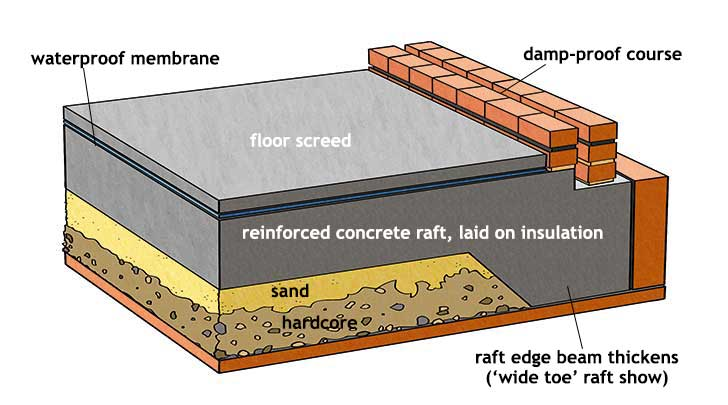 waterproof membrane
damp-proof course
floor screed
reinforced concrete raft, laid on insulation
sand
hardcore
raft edge beam thickens
(‘wide toe’ raft show)